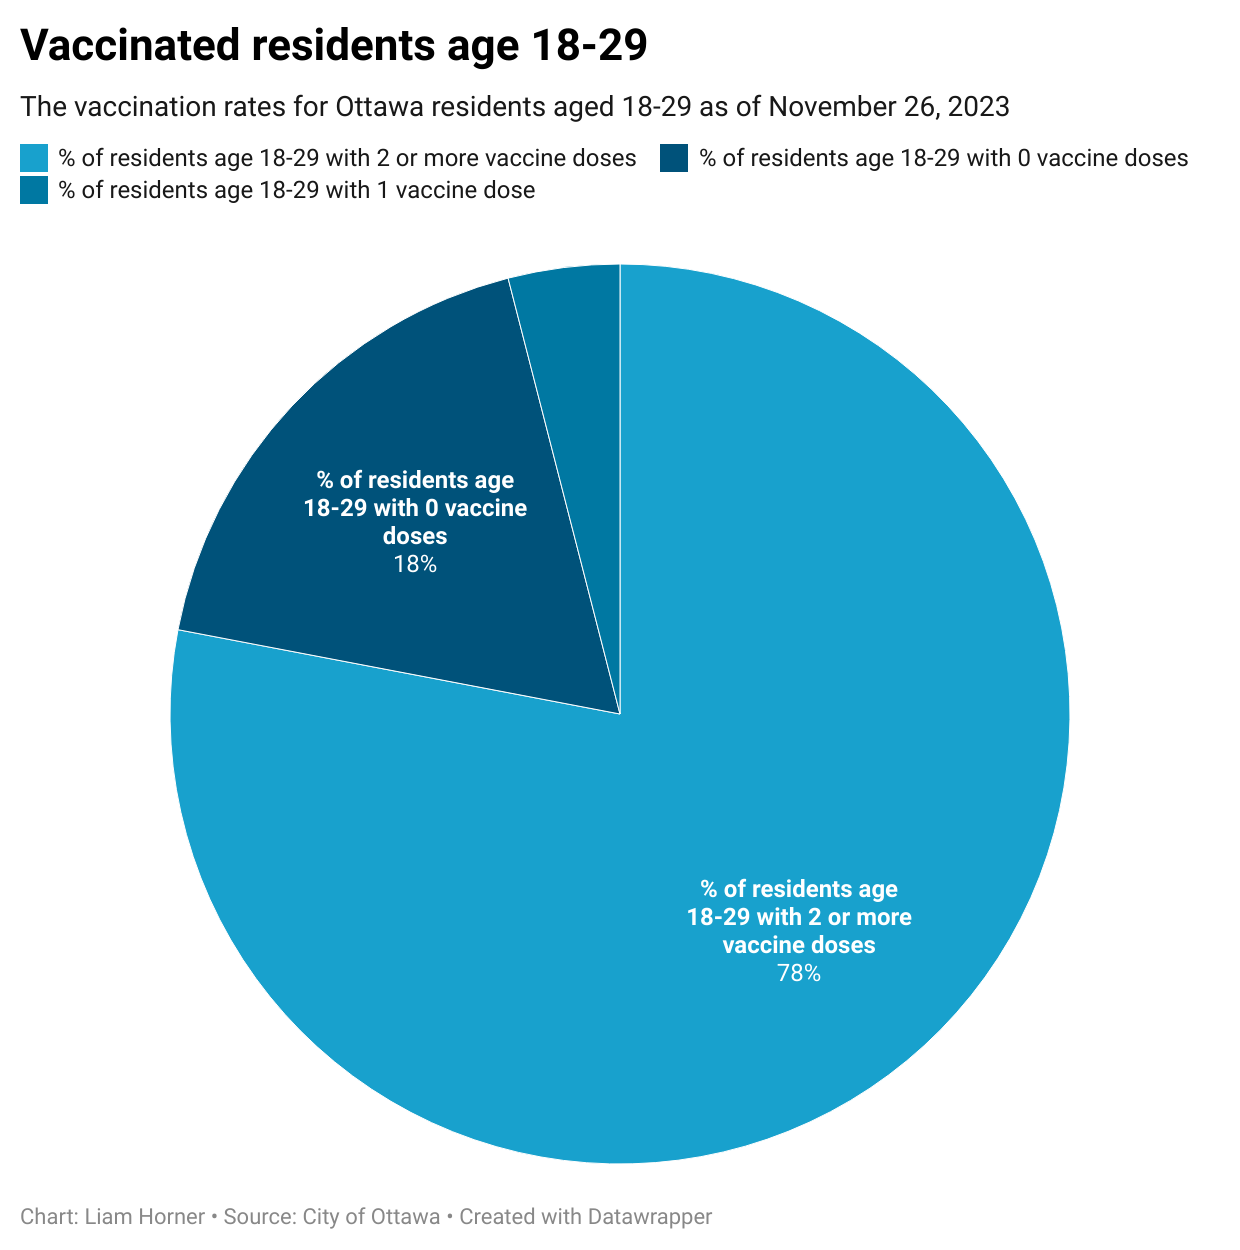 Vaccinated residents age 18-29
The vaccination rates for Ottawa residents aged 18-29 as of November 26, 2023
% of residents age 18-29 with 2 or more vaccine doses
% of residents age 18-29 with 0 vaccine doses
% of residents age 18-29 with 1 vaccine dose
% of residents age
18-29 with 0 vaccine
doses
18%
% of residents age
18-29 with 2 or more
vaccine doses
78%
Chart: Liam Horner • Source: City of Ottawa • Created with Datawrapper